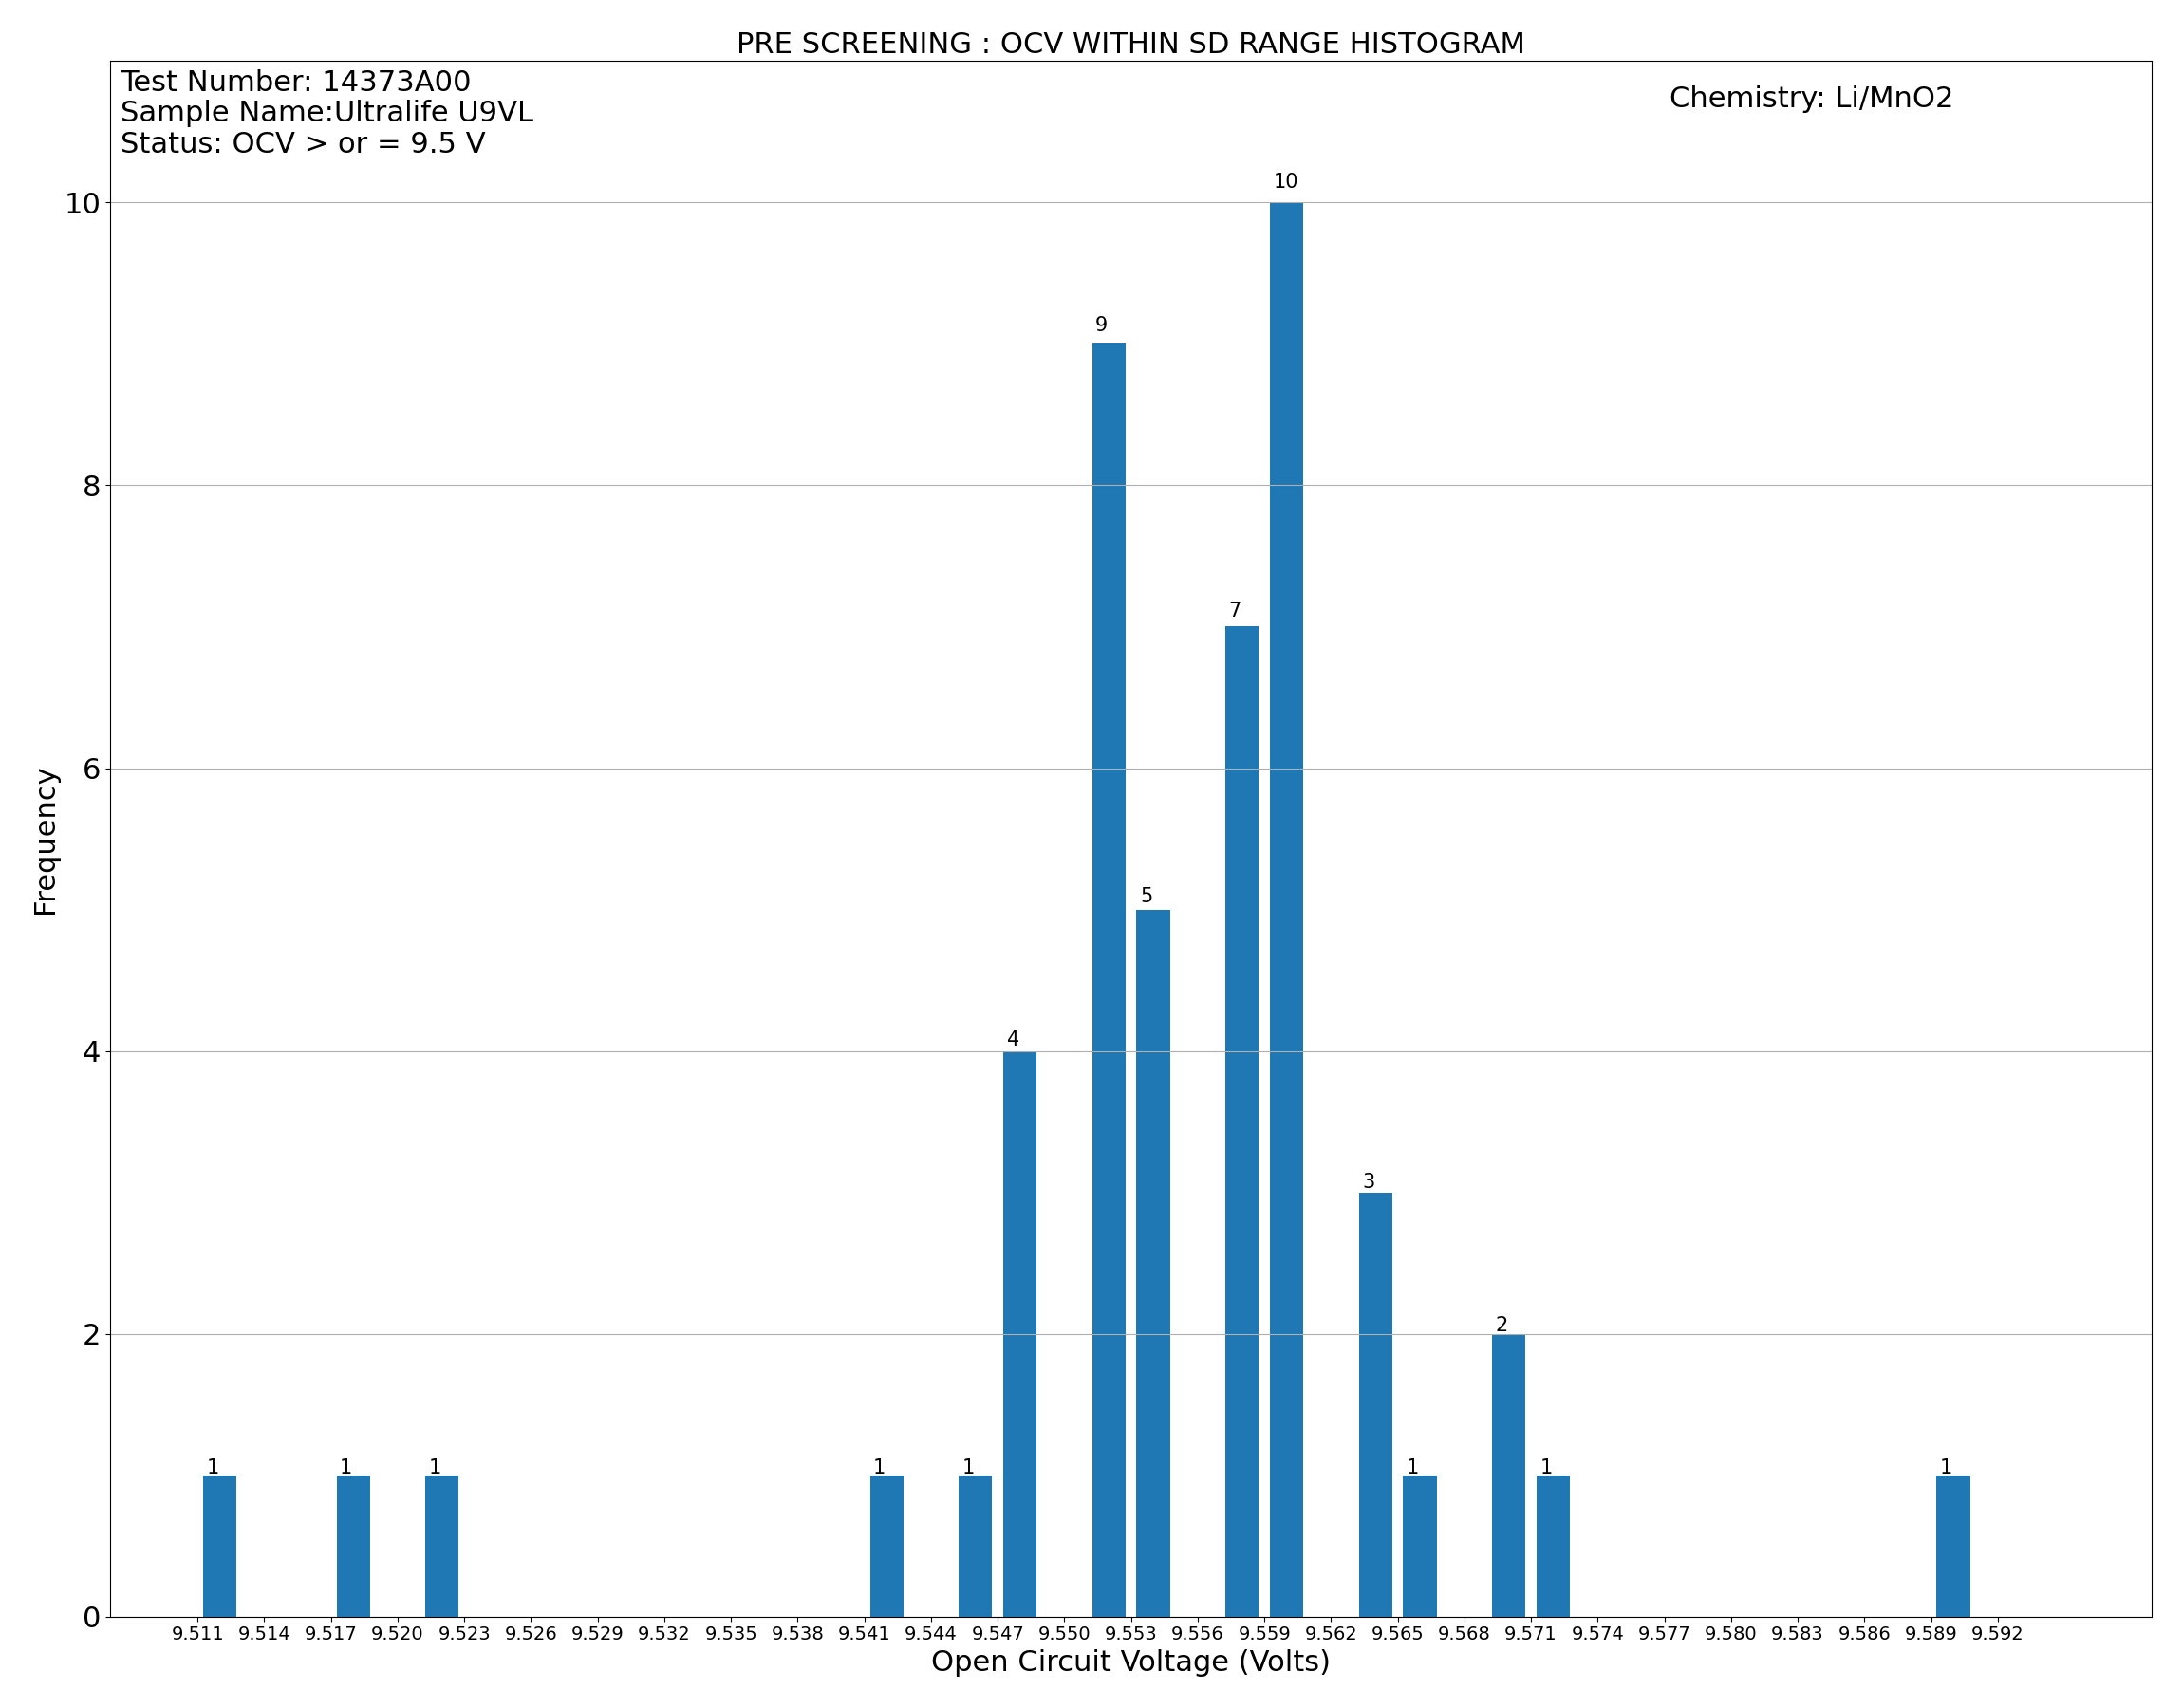 PRE SCREENING : OCV WITHIN SD RANGE HISTOGRAM
Test Number: 14373A00
Sample Name:Ultralife U9VL
Status: OCV > or = 9.5 V
Chemistry: Li/MnO2
10
8
6
4
2
0
Frequency
1
1
1
1
1
4
9
5
7
10
3
1
2
1
1
9.511 9.514 9.517 9.520 9.523 9.526 9.529 9.532 9.535 9.538 9.541 9.544 9.547 9.550 9.553 9.556 9.559 9.562 9.565 9.568 9.571 9.574 9.577 9.580 9.583 9.586 9.589 9.592
Open Circuit Voltage (Volts)